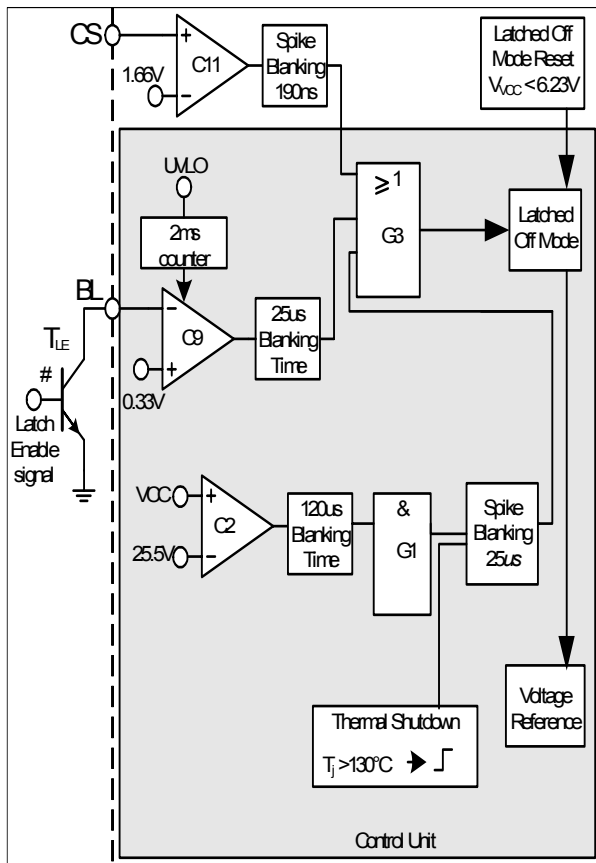 CS
+
C11
1.66V
−
Spike
Blanking
190ns
Latched Off
Mode Reset
VVCC < 6.23V
UVLO
2ms
counter
≥ 1
G3
Latched
Off Mode
BL
−
C9
+
0.33V
25us
Blanking
Time
TLE
#
Latch
Enable
signal
VCC
+
C2
25.5V
−
120us
Blanking
Time
&
G1
Spike
Blanking
25us
Thermal Shutdown
Tj >130°C
Voltage
Reference
Control Unit